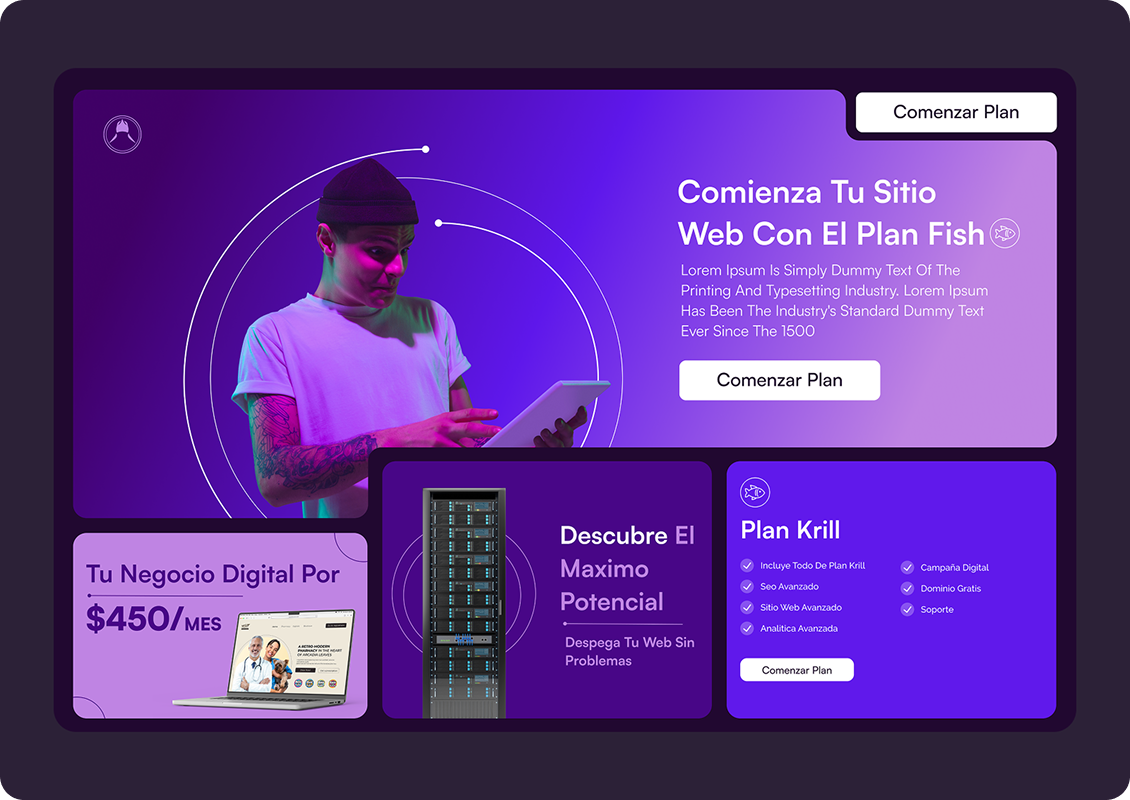 Comenzar Plan
Comienza Tu Sitio
Web Con El Plan Fish
Lorem Ipsum Is Simply Dummy Text Of The
Printing And Typesetting Industry. Lorem Ipsum
Has Been The Industry's Standard Dummy Text
Ever Since The 1500
Comenzar Plan
Tu Negocio Digital Por
$450/MES
A RETRO-MODERN
PHARMACY IN THE HEART
OF ARCADIA LEAVES.
Descubre El
Maximo
Potencial
Despega Tu Web Sin
Problemas
Plan Krill
Incluye Todo De Plan Krill
Seo Avanzado
Sitio Web Avanzado
Analitica Avanzada
Campaña Digital
Dominio Gratis
Soporte
Comenzar Plan